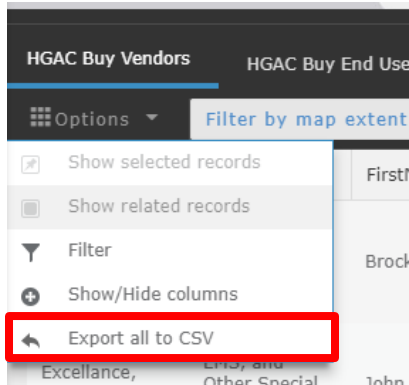 HGAC Buy Vendors
HGAC Buy End Use
Options
Filter by map extent
Show selected records
Show related records
Filter
Show/Hide columns
Export all to CSV
FirstN
Brock
Excellance,
EMS, and
Other Special
John